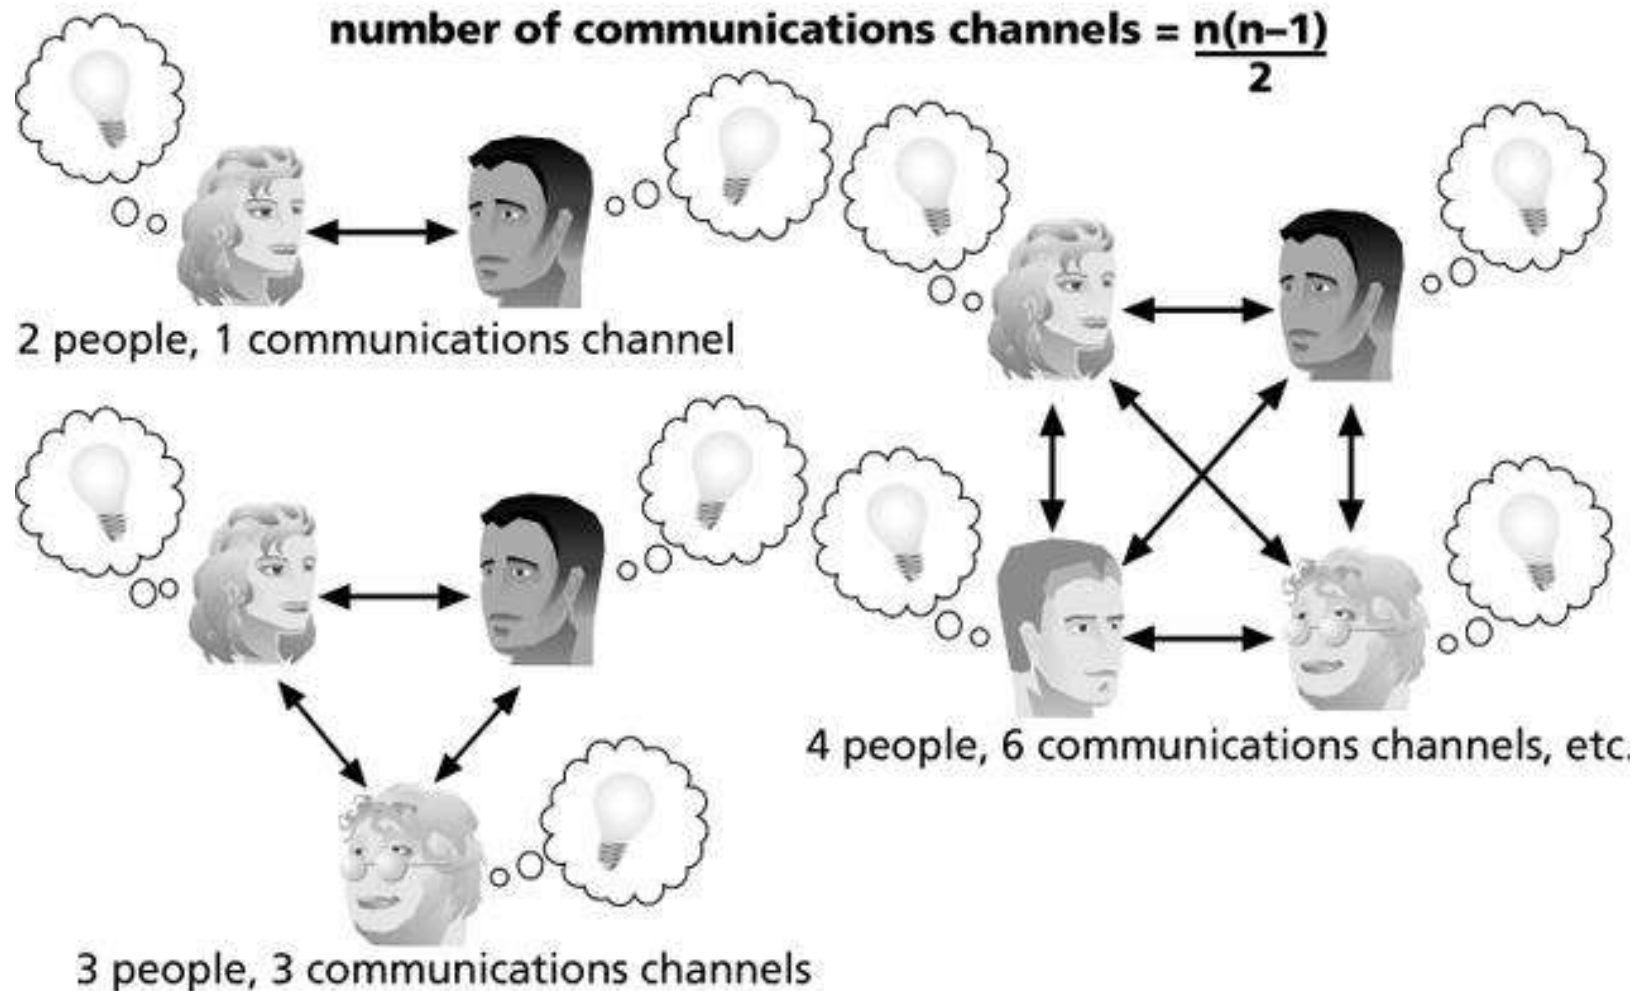 number of communications channels = n(n–1)
2
2 people, 1 communications channel
4 people, 6 communications channels, etc.
3 people, 3 communications channels